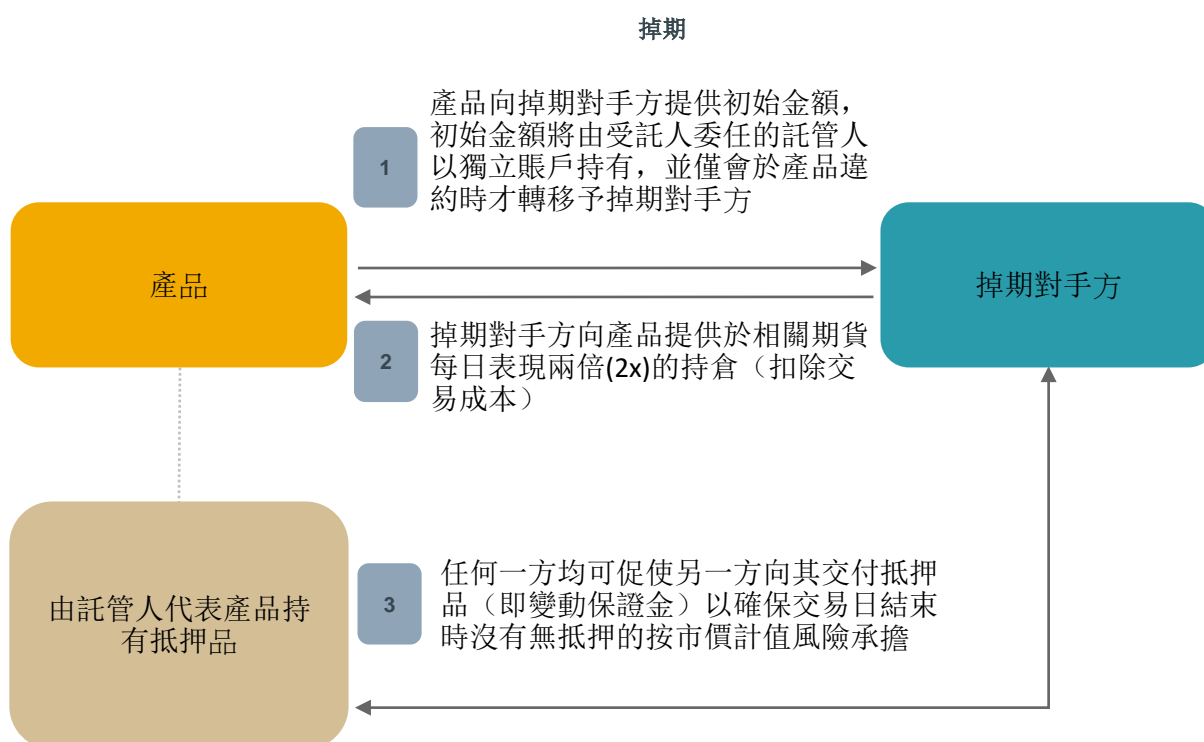 掉期
產品向掉期對手方提供初始金額，
初始金額將由受託人委任的託管人
以獨立賬戶持有，並僅會於產品違
約時才轉移予掉期對手方
1
產品
掉期對手方
掉期對手方向產品提供於相關期貨
每日表現兩倍(2x)的持倉（扣除交
易成本）
2
由託管人代表產品持
有抵押品
任何一方均可促使另一方向其交付抵押
品（即變動保證金）以確保交易日結束
時沒有無抵押的按市價計值風險承擔
3